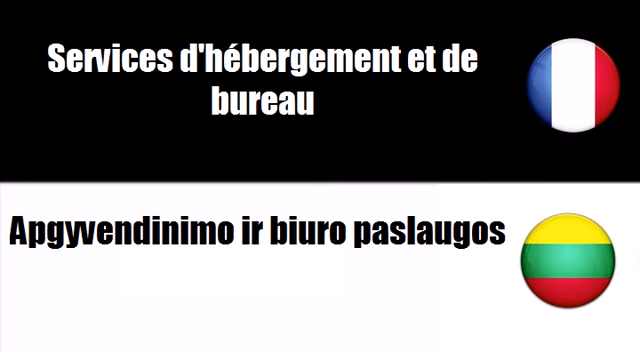 Services d'hébergement et de
bureau
Apgyvendinimo ir biuro paslaugos